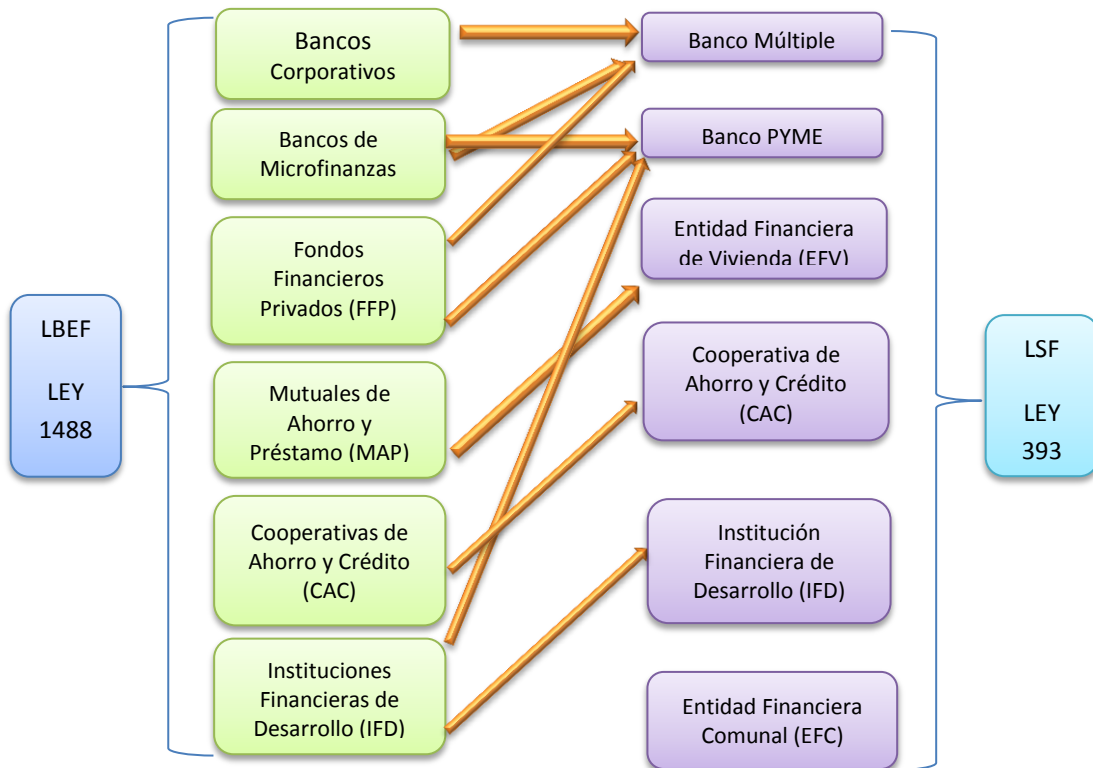 LBEF
LEY
1488
Bancos
Corporativos
Bancos de
Microfinanzas
Fondos
Financieros
Privados (FFP)
Mutuales de
Ahorro y
Préstamo (MAP)
Cooperativas de
Ahorro y Crédito
(CAC)
Instituciones
Financieras de
Desarrollo (IFD)
Banco Múltiple
Banco PYME
Entidad Financiera
de Vivienda (EFV)
Cooperativa de
Ahorro y Crédito
(CAC)
Institución
Financiera de
Desarrollo (IFD)
Entidad Financiera
Comunal (EFC)
LSF
LEY
393